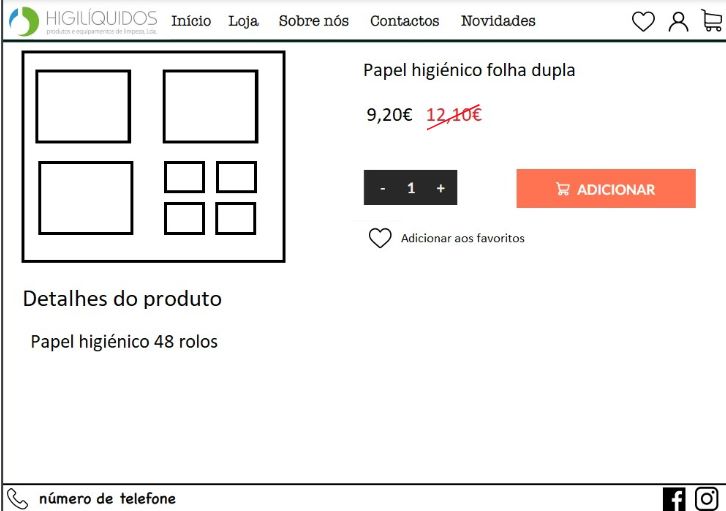 HIGILÍQUIDOS
produtos e equipamentos de limpeza, Lda.
Início Loja Sobre nós Contactos Novidades
Papel higiénico folha dupla
9,20€ 12,10€
- 1 +
ADICIONAR
Adicionar aos favoritos
Detalhes do produto
Papel higiénico 48 rolos
número de telefone